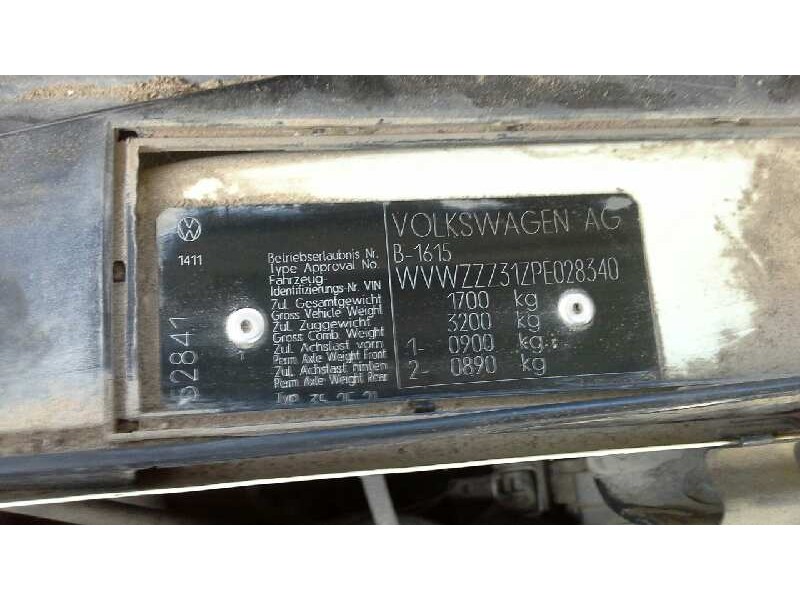 VOLKSWAGEN AG
1411
Betriebserlaubnis Nr. B-1615
Type Approval No.
Fahrzeug-
Identifizierungs-Nr. VIN WVWZZZ31ZPE028340
Zul. Gesamtgewicht 1700 kg
Gross Vehicle Weight
Zul. Zuggewicht 3200 kg
Gross Comb. Weight
Zul. Achslast vorn 1- 0900 kg
Perm. Axle Weight Front
Zul. Achslast hinten 2- 0890 kg
Perm. Axle Weight Rear
Typ
52841